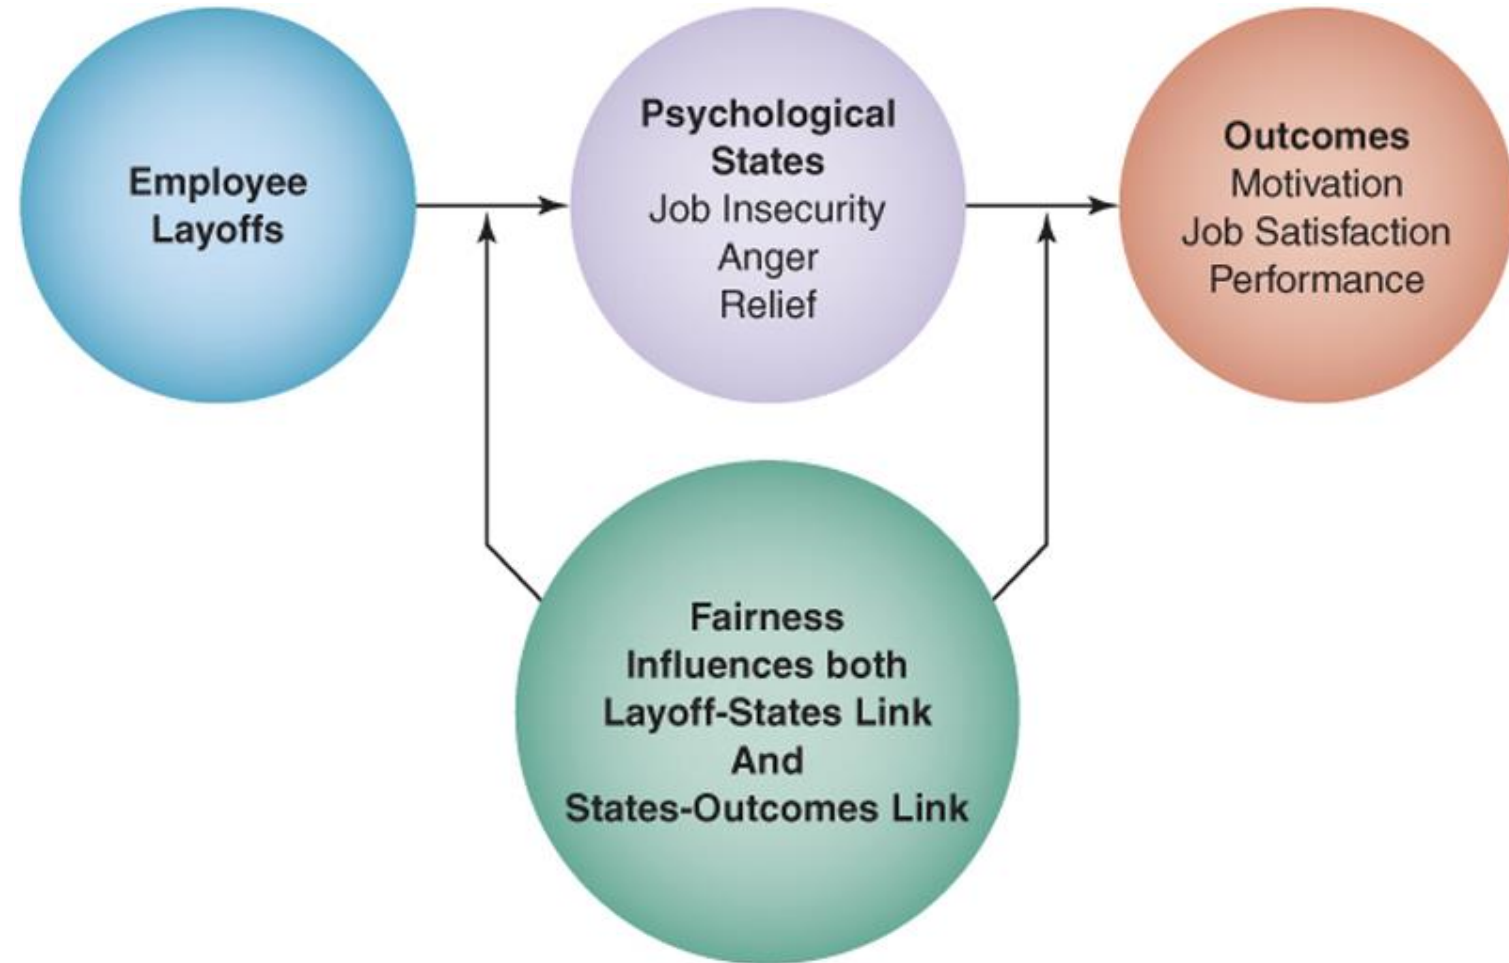 Employee
Layoffs
Psychological
States
Job Insecurity
Anger
Relief
Outcomes
Motivation
Job Satisfaction
Performance
Fairness
Influences both
Layoff-States Link
And
States-Outcomes Link